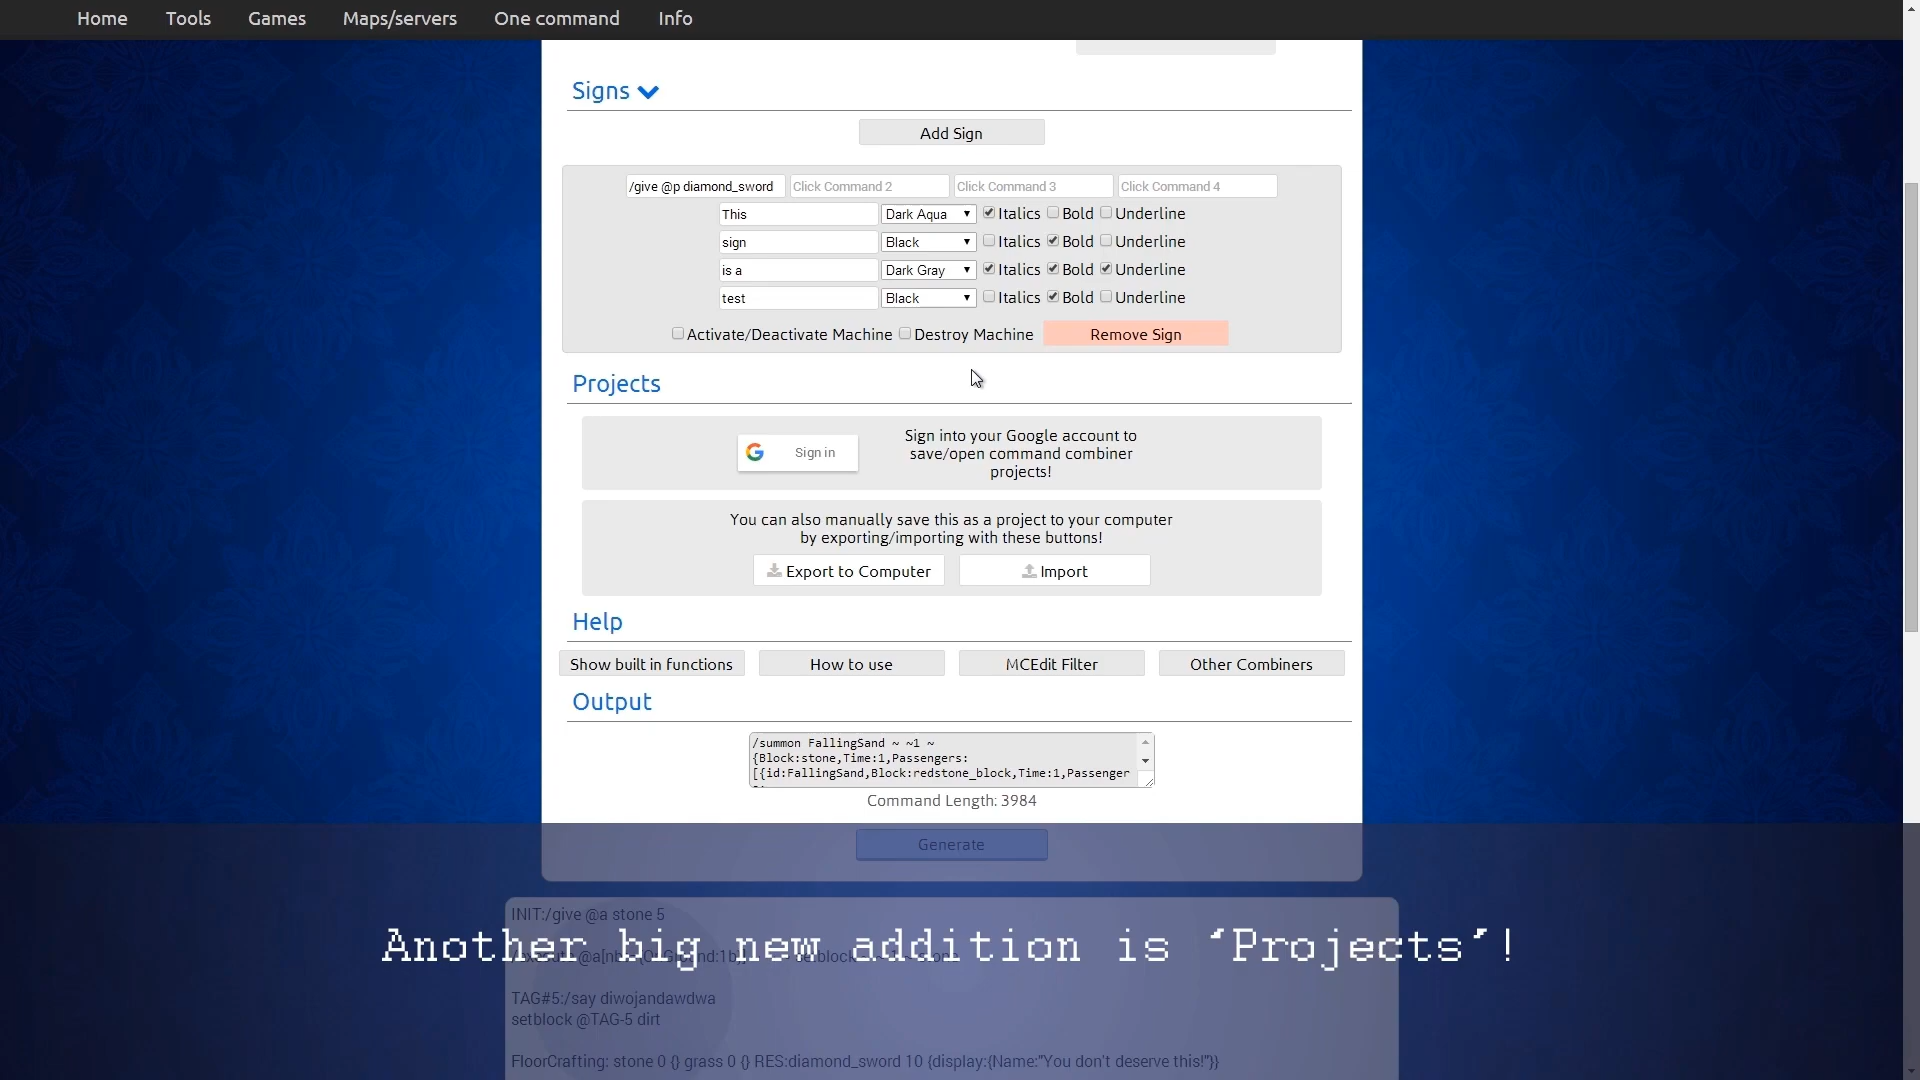 Home Tools Games Maps/servers One command Info
Signs
Add Sign
/give @p diamond_sword Click Command 2 Click Command 3 Click Command 4
This Dark Aqua Italics Bold Underline
sign Black Italics Bold Underline
is a Dark Gray Italics Bold Underline
test Black Italics Bold Underline
Activate/Deactivate Machine Destroy Machine Remove Sign
Projects
Sign in
Sign into your Google account to
save/open command combiner
projects!
You can also manually save this as a project to your computer
by exporting/importing with these buttons!
Export to Computer Import
Help
Show built in functions How to use MCEdit Filter Other Combiners
Output
/summon FallingSand ~ ~1 ~
{Block:stone,Time:1,Passengers:
[{id:FallingSand,Block:redstone_block,Time:1,Passenger
Command Length: 3984
Generate
INIT:/give @a stone 5
Another big new addition is ‘Projects’!
TAG#5:/say diwojandawdwa
setblock @TAG-5 dirt
FloorCrafting: stone 0 {} grass 0 {} RES:diamond_sword 10 {display:{Name:"You don't deserve this!"}}